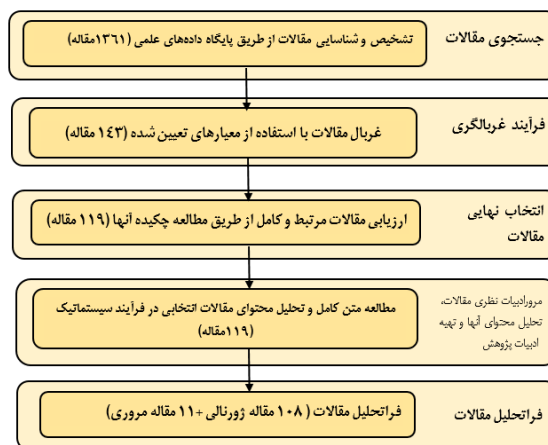 جستجوی مقالات
تشخیص و شناسایی مقالات از طریق پایگاه داده‌های علمی (۱۳۶۱مقاله)
فرآیند غربالگری
غربال مقالات با استفاده از معیارهای تعیین شده (۱۴۳ مقاله)
انتخاب نهایی
مقالات
ارزیابی مقالات مرتبط و کامل از طریق مطالعه چکیده آنها (۱۱۹ مقاله)
مرورادبیات نظری مقالات،
تحلیل محتوای آنها و تهیه
ادبیات پژوهش
مطالعه متن کامل و تحلیل محتوای مقالات انتخابی در فرآیند سیستماتیک
(۱۱۹مقاله)
فراتحلیل مقالات
فراتحلیل مقالات ( ۱۰۸ مقاله ژورنالی +۱۱ مقاله مروری)